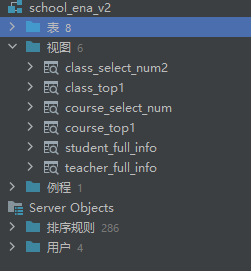 school_ena_v2
表 8
视图 6
class_select_num2
class_top1
course_select_num
course_top1
student_full_info
teacher_full_info
例程 1
Server Objects
排序规则 286
用户 4